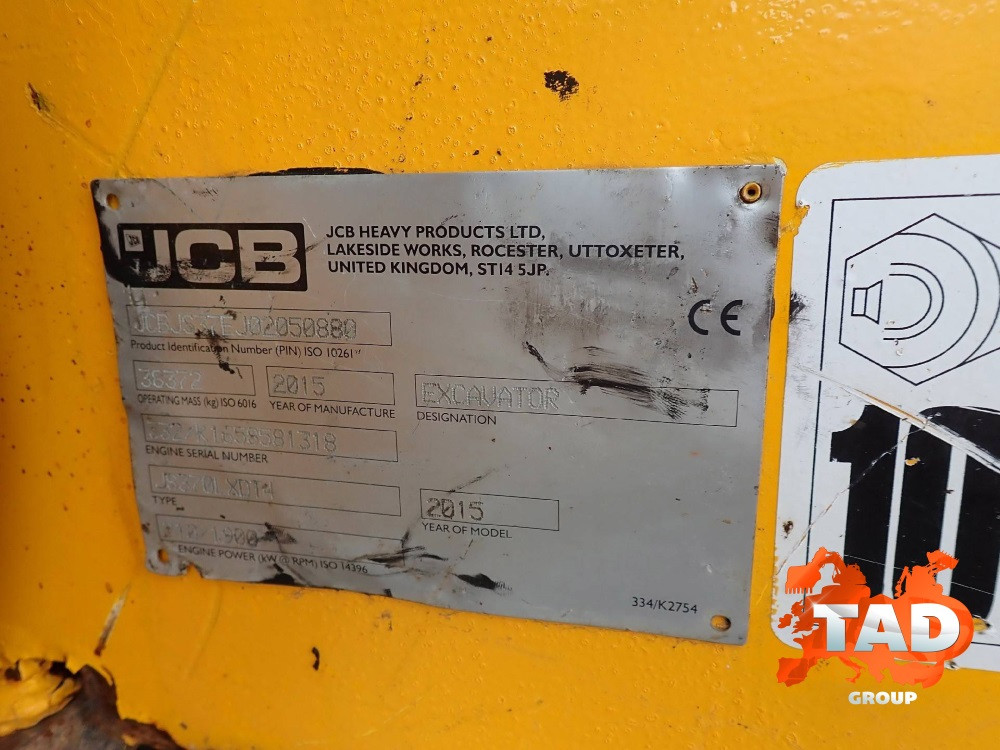 JCB
JCB HEAVY PRODUCTS LTD,
LAKESIDE WORKS, ROCESTER, UTTOXETER,
UNITED KINGDOM, ST14 5JP.
CE
Product Identification Number (PIN) ISO 10261
36372 2015 EXCAVATOR
OPERATING MASS (kg) ISO 6016 YEAR OF MANUFACTURE DESIGNATION
ENGINE SERIAL NUMBER
2015
TYPE YEAR OF MODEL
ENGINE POWER (kW @ RPM) ISO 14396
334/K2754
TAD
GROUP